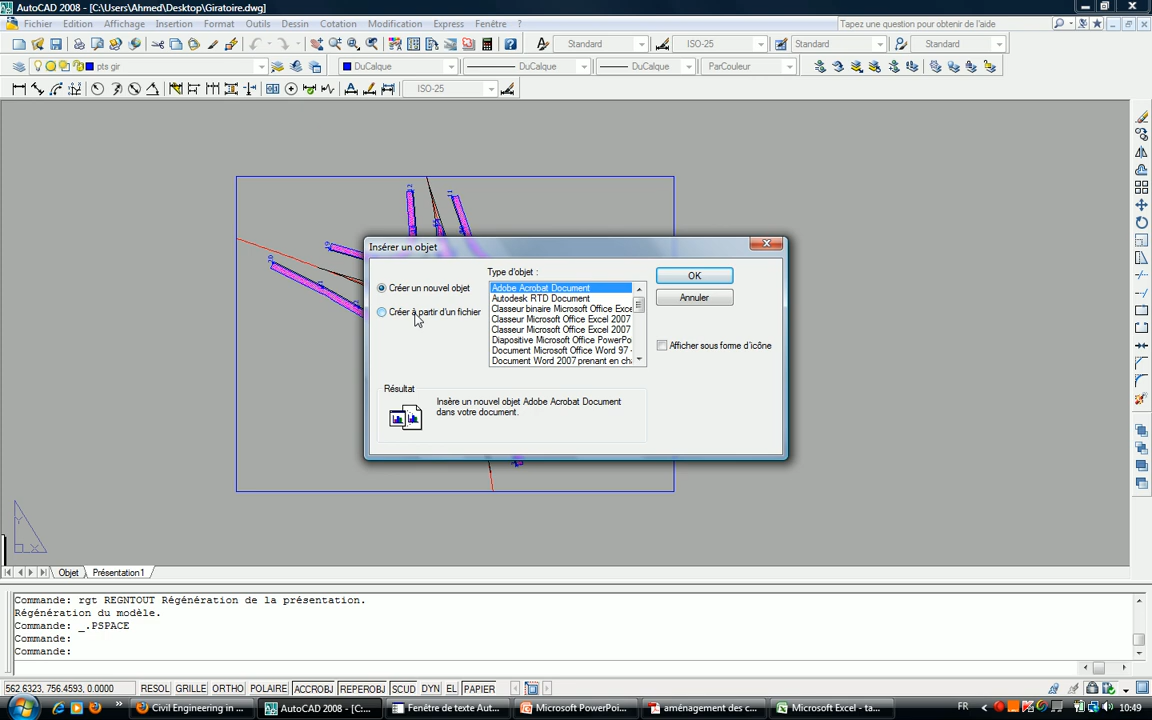 AutoCAD 2008 - [C:\Users\Ahmed\Desktop\Giratoire.dwg]
Fichier Edition Affichage Insertion Format Outils Dessin Cotation Modification Express Fenêtre ? Tapez une question pour obtenir de l'aide
Standard ISO-25 Standard Standard
pts gir DuCalque DuCalque DuCalque ParCouleur
ISO-25
Insérer un objet
Type d'objet :
Créer un nouvel objet
Créer à partir d'un fichier
Adobe Acrobat Document
Autodesk RTD Document
Classeur binaire Microsoft Office Exce
Classeur Microsoft Office Excel 2007
Classeur Microsoft Office Excel 2007
Diapositive Microsoft Office PowerPo
Document Microsoft Office Word 97 -
Document Word 2007 prenant en cha
OK
Annuler
Afficher sous forme d'icône
Résultat
Insère un nouvel objet Adobe Acrobat Document
dans votre document.
Y
X
Objet Présentation1
Commande: rgt REGNTOUT Régénération de la présentation.
Régénération du modèle.
Commande: _.PSPACE
Commande:
Commande:
562.6323, 756.4593, 0.0000 RESOL GRILLE ORTHO POLAIRE ACCROBJ REPEROBJ SCUD DYN EL PAPIER
Civil Engineering in ... AutoCAD 2008 - [C:... Fenêtre de texte Aut... Microsoft PowerPoi... aménagement des c... Microsoft Excel - ta... FR 10:49